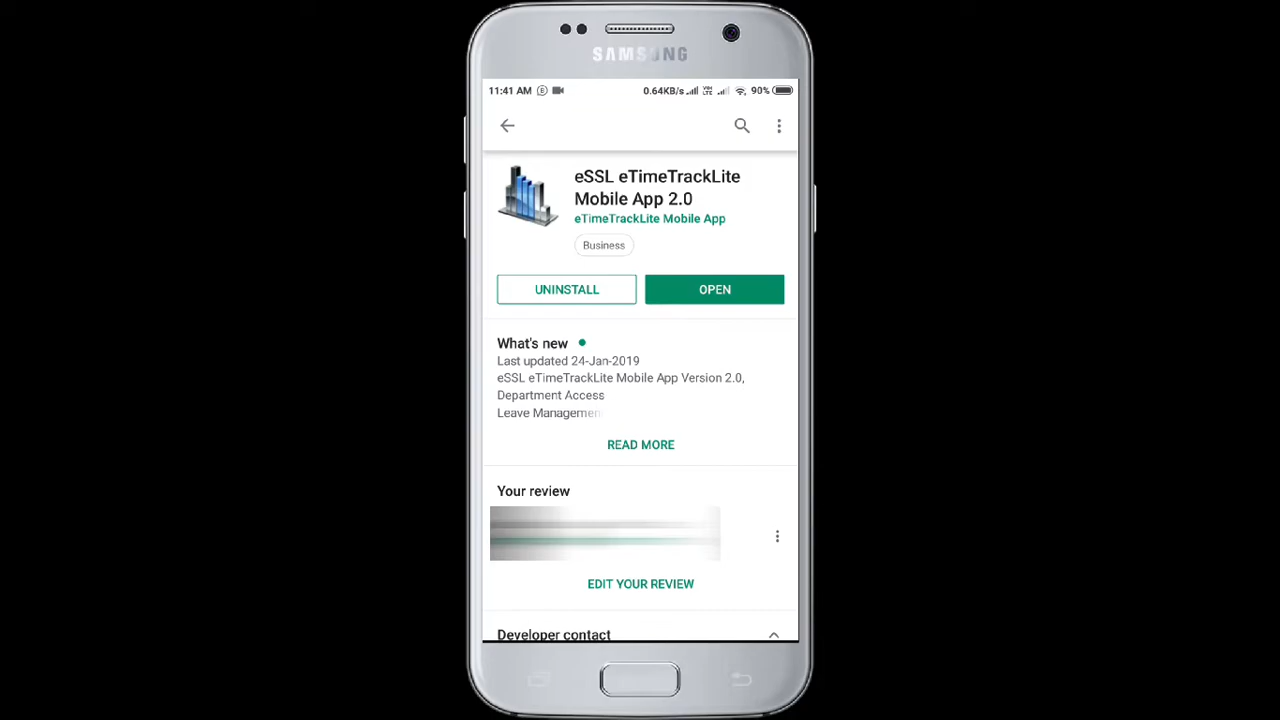 SAMSUNG
11:41 AM
0.64KB/s
90%
eSSL eTimeTrackLite
Mobile App 2.0
eTimeTrackLite Mobile App
Business
UNINSTALL
OPEN
What's new
Last updated 24-Jan-2019
eSSL eTimeTrackLite Mobile App Version 2.0,
Department Access
Leave Managemen
READ MORE
Your review
EDIT YOUR REVIEW
Developer contact